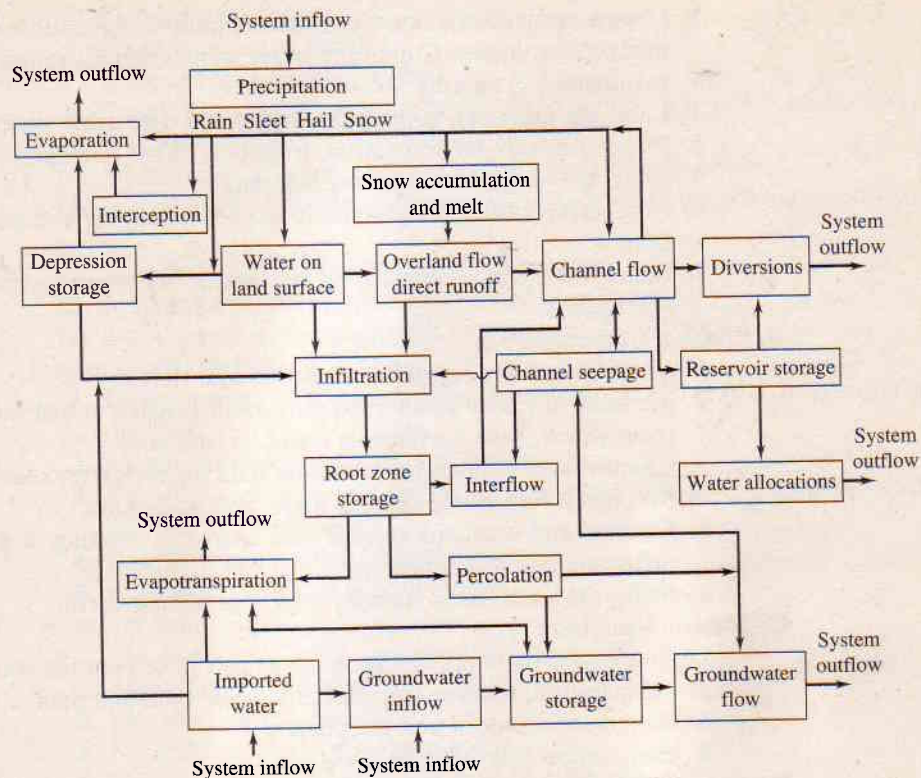 System inflow
System outflow
Precipitation
Rain Sleet Hail Snow
Evaporation
Snow accumulation
and melt
Interception
System
outflow
Depression
storage
Water on
land surface
Overland flow
direct runoff
Channel flow
Diversions
Infiltration
Channel seepage
Reservoir storage
System
outflow
Root zone
storage
Interflow
Water allocations
System outflow
Evapotranspiration
Percolation
System
outflow
Imported
water
Groundwater
inflow
Groundwater
storage
Groundwater
flow
System inflow
System inflow